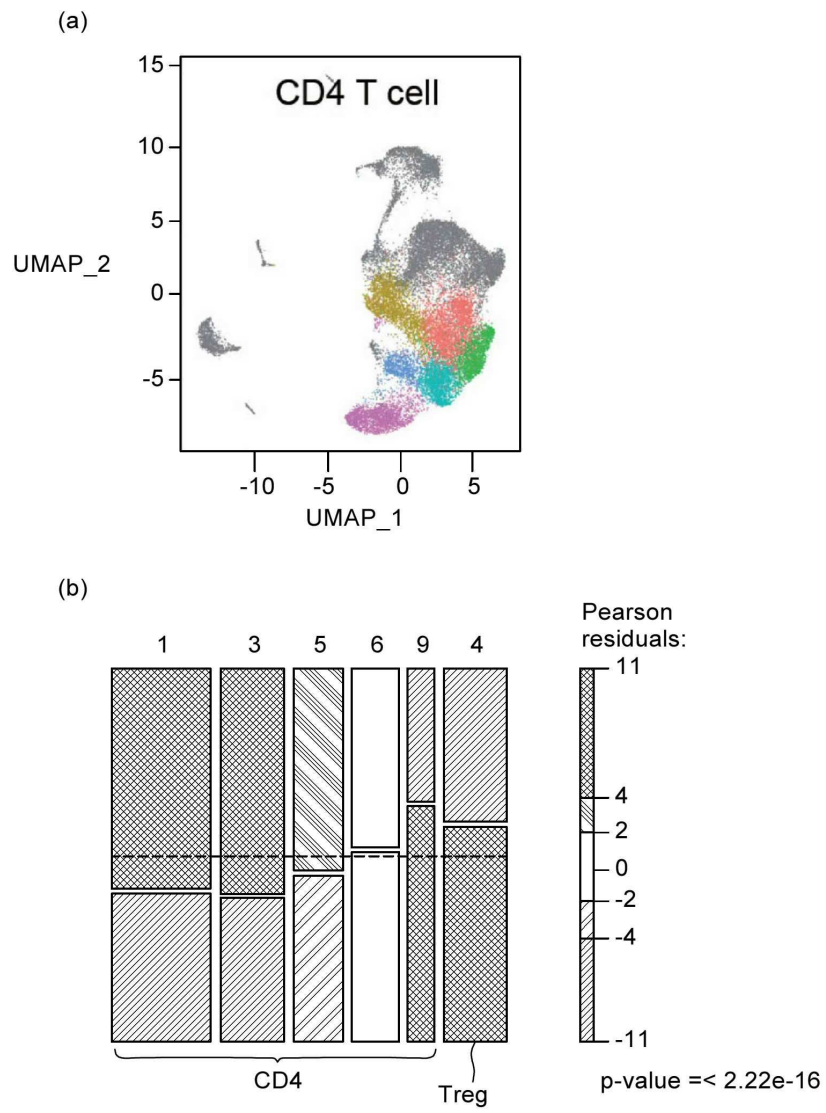 (a)
CD4 T cell
15
10
5
0
-5
UMAP_2
-10
-5
0
5
UMAP_1
(b)
1
3
5
6
9
4
Pearson
residuals:
11
4
2
0
-2
-4
-11
CD4
Treg
p-value =< 2.22e-16